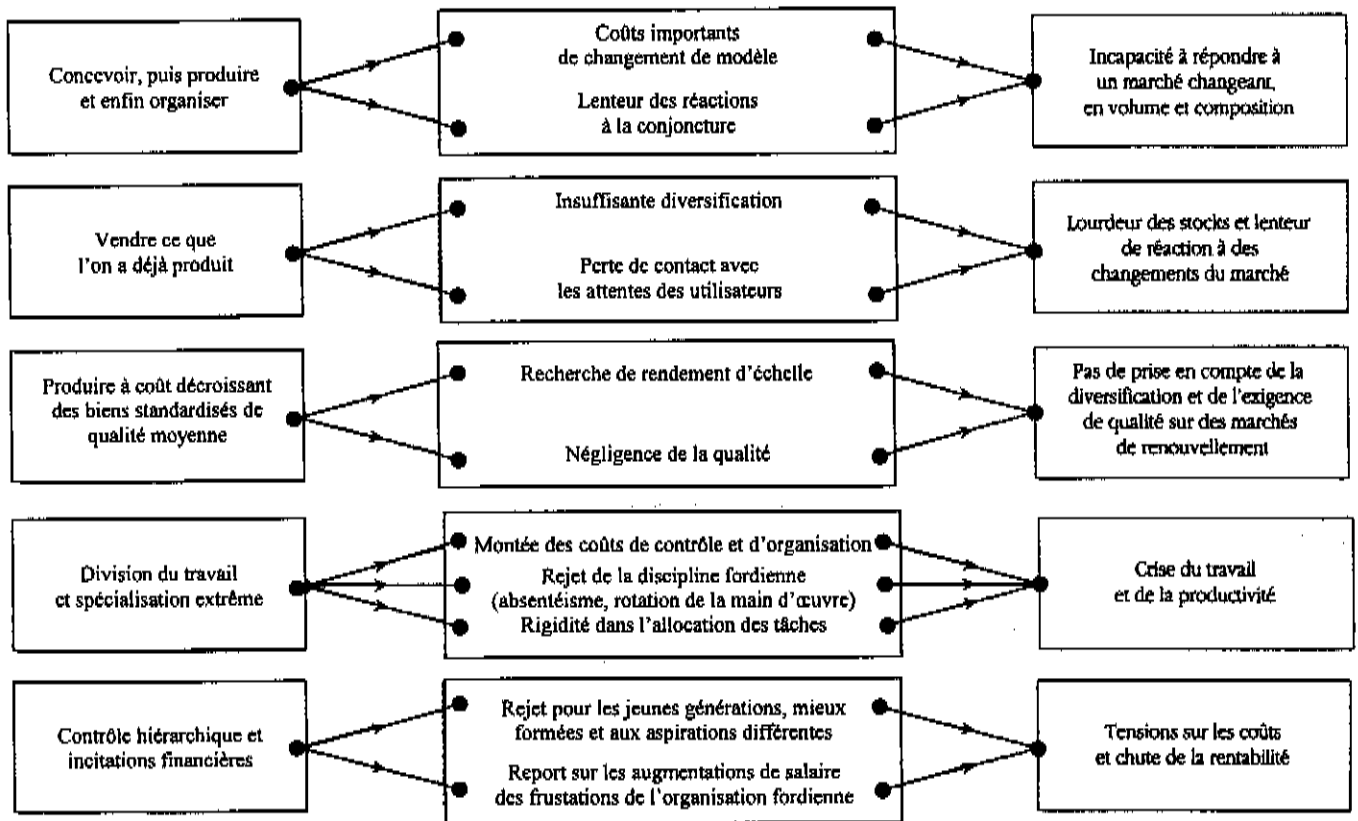 Concevoir, puis produire
et enfin organiser
Coûts importants
de changement de modèle
Lenteur des réactions
à la conjoncture
Incapacité à répondre à
un marché changeant,
en volume et composition
Vendre ce que
l'on a déjà produit
Insuffisante diversification
Perte de contact avec
les attentes des utilisateurs
Lourdeur des stocks et lenteur
de réaction à des
changements du marché
Produire à coût décroissant
des biens standardisés de
qualité moyenne
Recherche de rendement d'échelle
Négligence de la qualité
Pas de prise en compte de la
diversification et de l'exigence
de qualité sur des marchés
de renouvellement
Division du travail
et spécialisation extrême
Montée des coûts de contrôle et d'organisation
Rejet de la discipline fordienne
(absentéisme, rotation de la main d'œuvre)
Rigidité dans l'allocation des tâches
Crise du travail
et de la productivité
Contrôle hiérarchique et
incitations financières
Rejet pour les jeunes générations, mieux
formées et aux aspirations différentes
Report sur les augmentations de salaire
des frustations de l'organisation fordienne
Tensions sur les coûts
et chute de la rentabilité